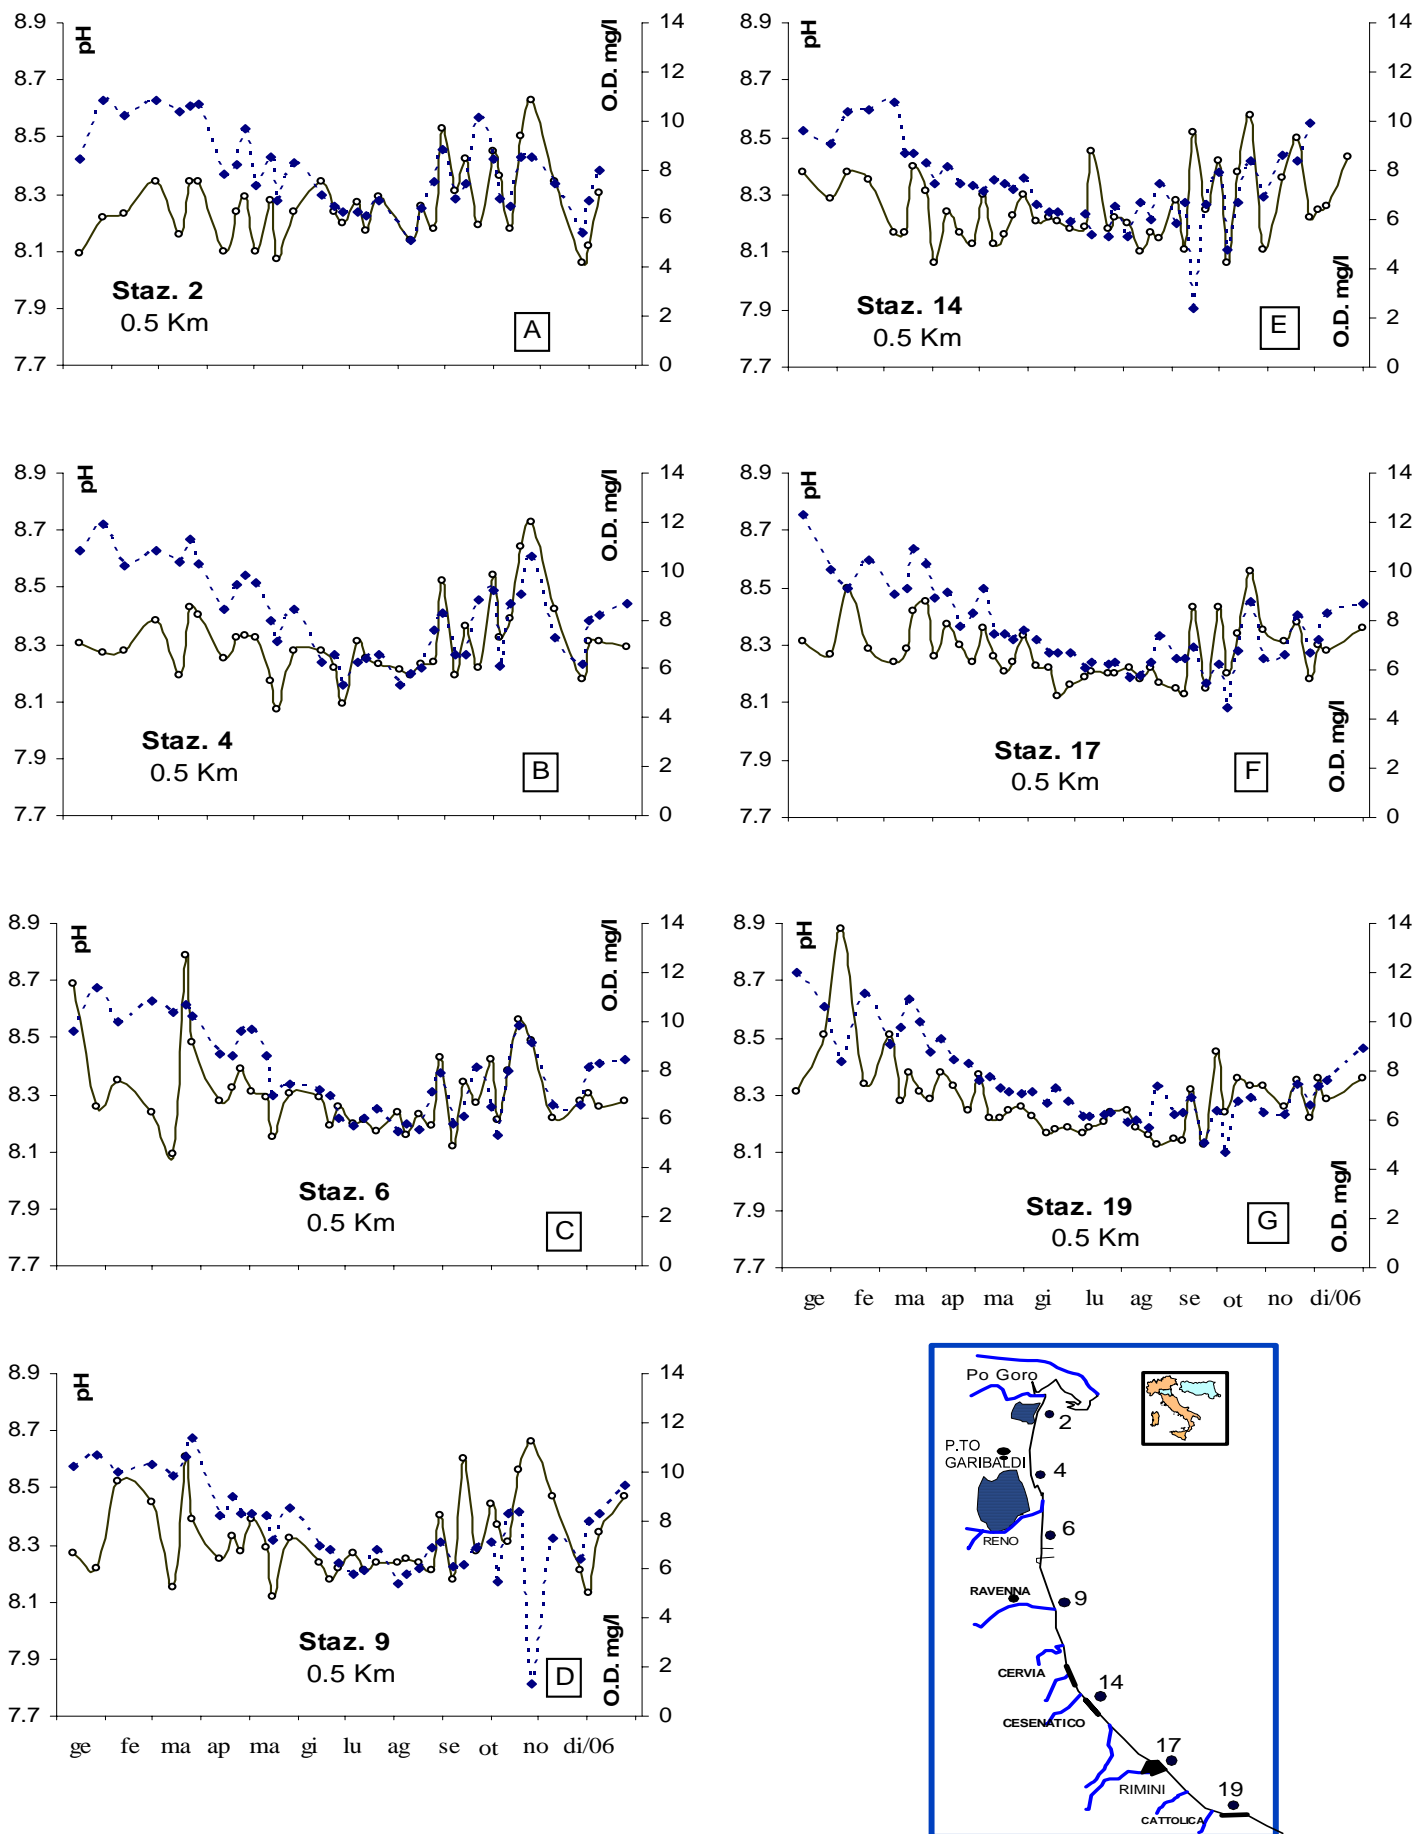 8.9
8.7
8.5
8.3
8.1
7.9
7.7
pH
O.D. mg/l
14
12
10
8
6
4
2
0
Staz. 2
0.5 Km
A
8.9
8.7
8.5
8.3
8.1
7.9
7.7
pH
O.D. mg/l
14
12
10
8
6
4
2
0
Staz. 14
0.5 Km
E
8.9
8.7
8.5
8.3
8.1
7.9
7.7
pH
O.D. mg/l
14
12
10
8
6
4
2
0
Staz. 4
0.5 Km
B
8.9
8.7
8.5
8.3
8.1
7.9
7.7
pH
O.D. mg/l
14
12
10
8
6
4
2
0
Staz. 17
0.5 Km
F
8.9
8.7
8.5
8.3
8.1
7.9
7.7
pH
O.D. mg/l
14
12
10
8
6
4
2
0
Staz. 6
0.5 Km
C
8.9
8.7
8.5
8.3
8.1
7.9
7.7
pH
O.D. mg/l
14
12
10
8
6
4
2
0
Staz. 19
0.5 Km
G
ge fe ma ap ma gi lu ag se ot no di/06
8.9
8.7
8.5
8.3
8.1
7.9
7.7
pH
O.D. mg/l
14
12
10
8
6
4
2
0
Staz. 9
0.5 Km
D
ge fe ma ap ma gi lu ag se ot no di/06
Po Goro
2
P.TO
GARIBALDI
4
6
RENO
RAVENNA
9
CERVIA
14
CESENATICO
17
RIMINI
19
CATTOLICA